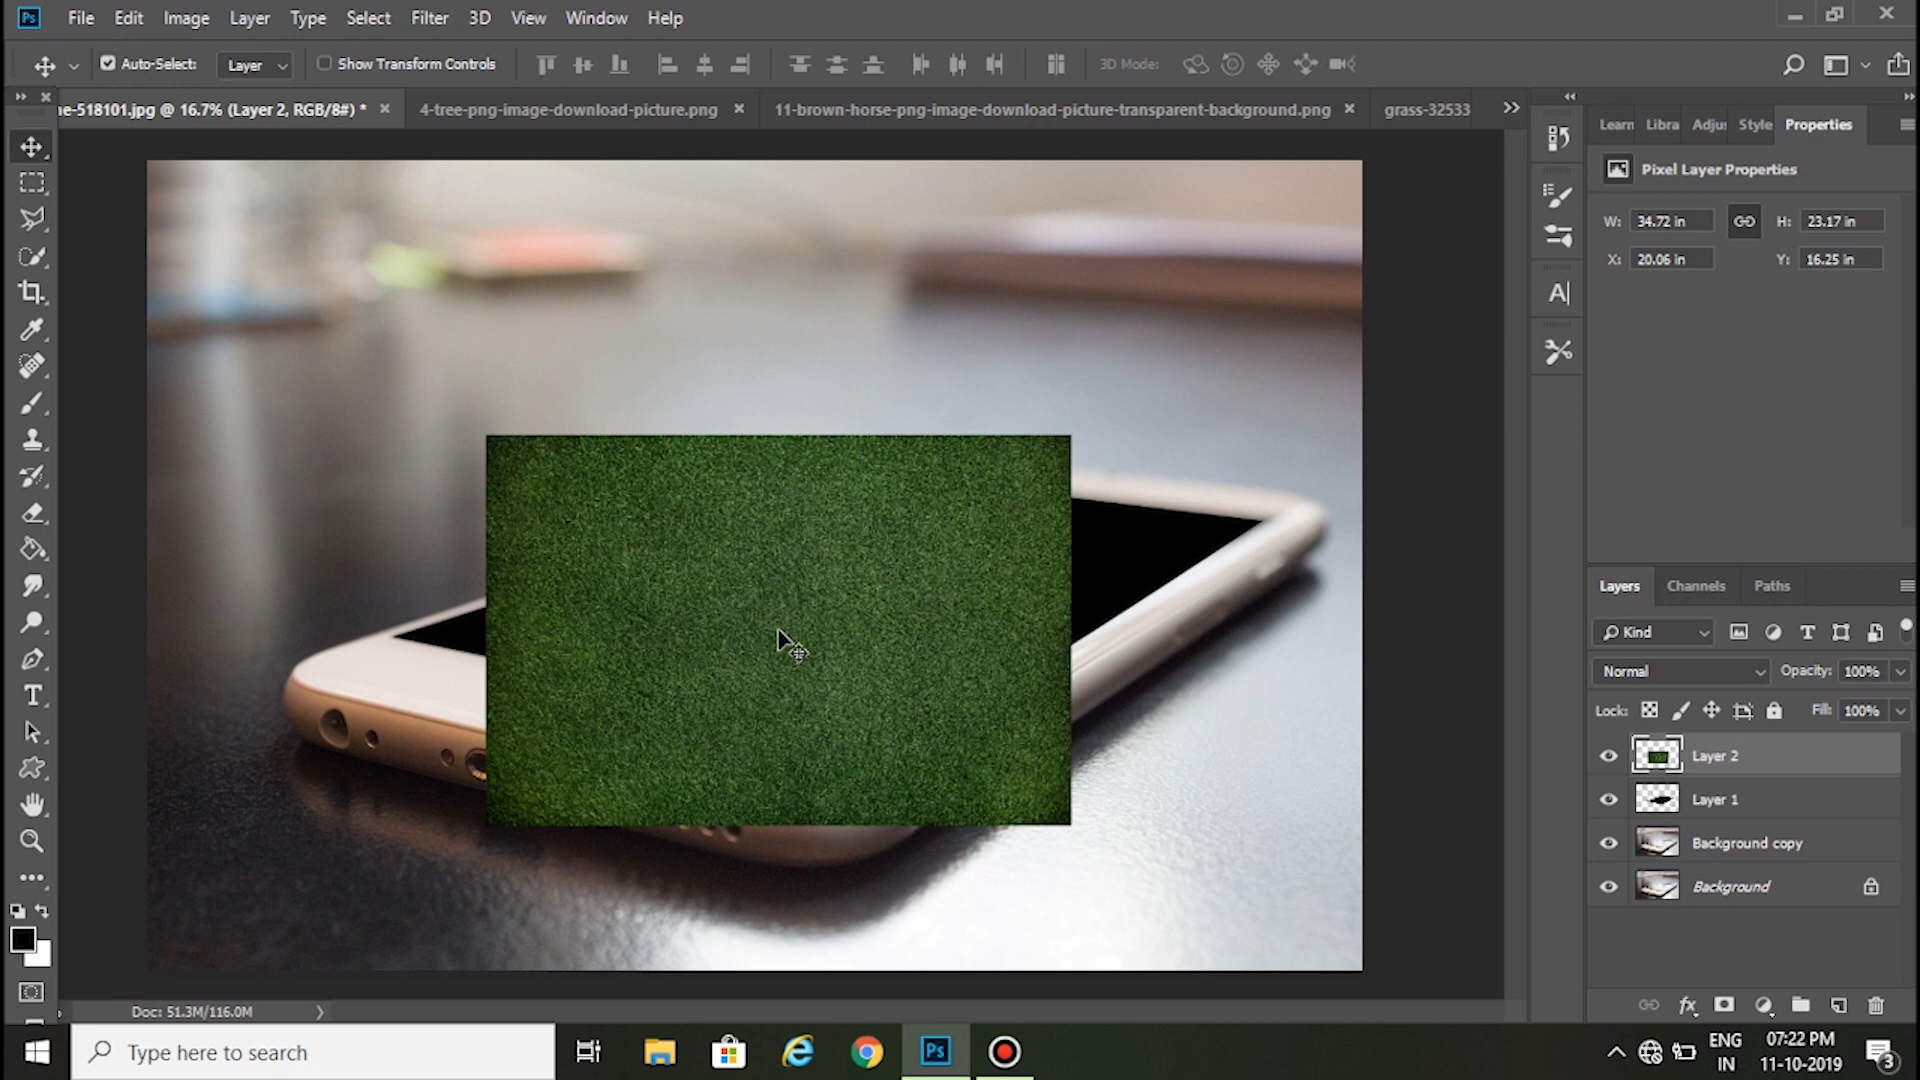 Ps File Edit Image Layer Type Select Filter 3D View Window Help
Auto-Select: Layer Show Transform Controls 3D Mode:
ne-518101.jpg @ 16.7% (Layer 2, RGB/8#) * 4-tree-png-image-download-picture.png 11-brown-horse-png-image-download-picture-transparent-background.png grass-32533
Learn Libra Adju Style Properties
Pixel Layer Properties
W: 34.72 in H: 23.17 in
X: 20.06 in Y: 16.25 in
Layers Channels Paths
Kind
Normal Opacity: 100%
Lock: Fill: 100%
Layer 2
Layer 1
Background copy
Background
Doc: 51.3M/116.0M
Type here to search
Ps
ENG
IN
07:22 PM
11-10-2019
3